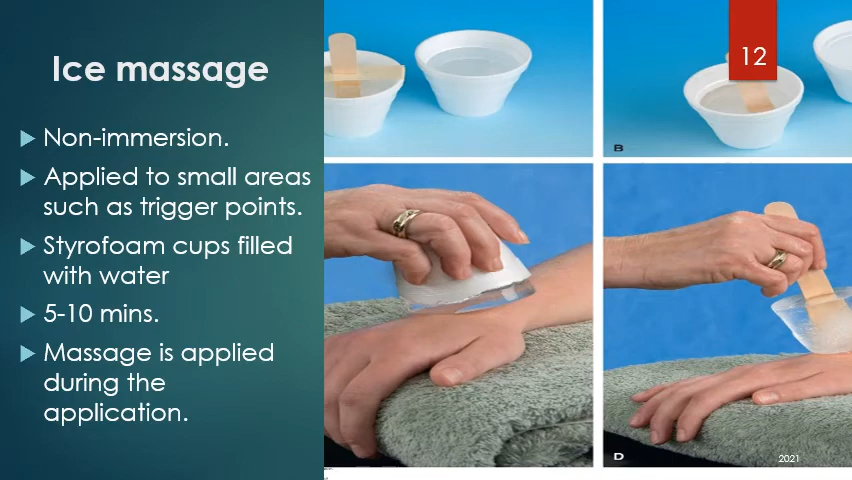 Ice massage
12
Non-immersion.
Applied to small areas
such as trigger points.
Styrofoam cups filled
with water
5-10 mins.
Massage is applied
during the
application.
B
D
2021